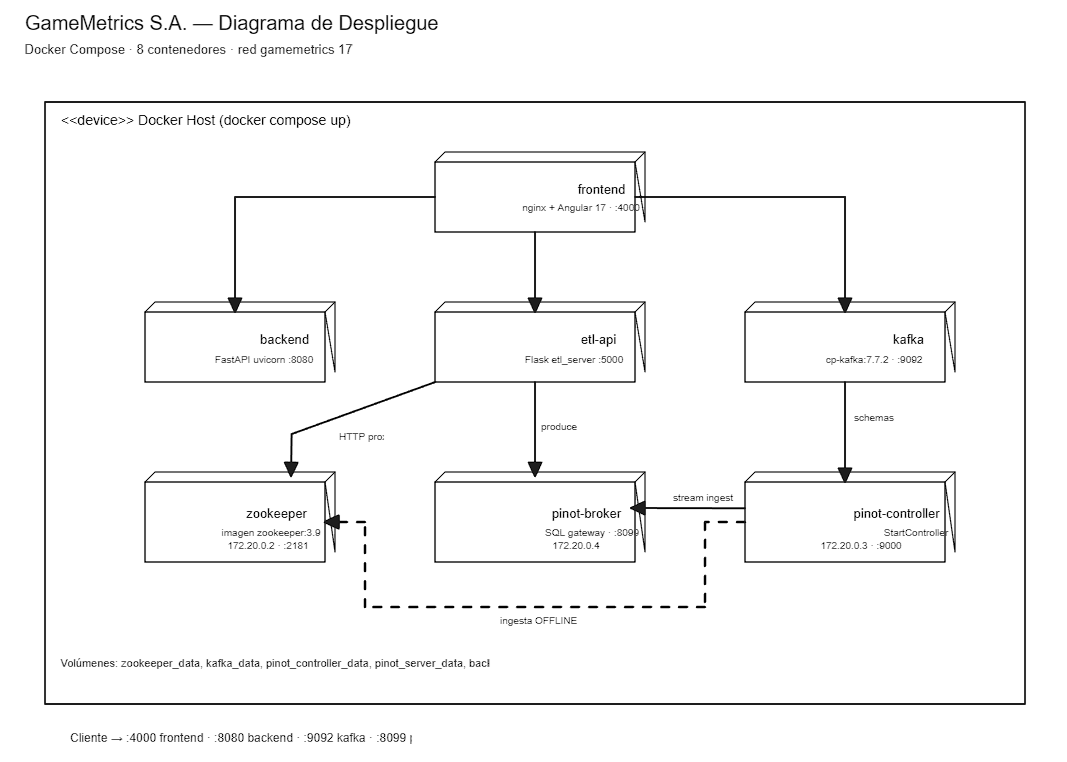 GameMetrics S.A. — Diagrama de Despliegue
Docker Compose · 8 contenedores · red gamemetrics 17
<<device>> Docker Host (docker compose up)
frontend
nginx + Angular 17 · :4000
backend
FastAPI uvicorn :8080
etl-api
Flask etl_server :5000
kafka
cp-kafka:7.7.2 · :9092
HTTP pro
produce
schemas
stream ingest
zookeeper
imagen zookeeper:3.9
172.20.0.2 · :2181
pinot-broker
SQL gateway · :8099
172.20.0.4
pinot-controller
StartController
172.20.0.3 · :9000
ingesta OFFLINE
Volúmenes: zookeeper_data, kafka_data, pinot_controller_data, pinot_server_data,
Cliente → :4000 frontend · :8080 backend · :9092 kafka · :8099